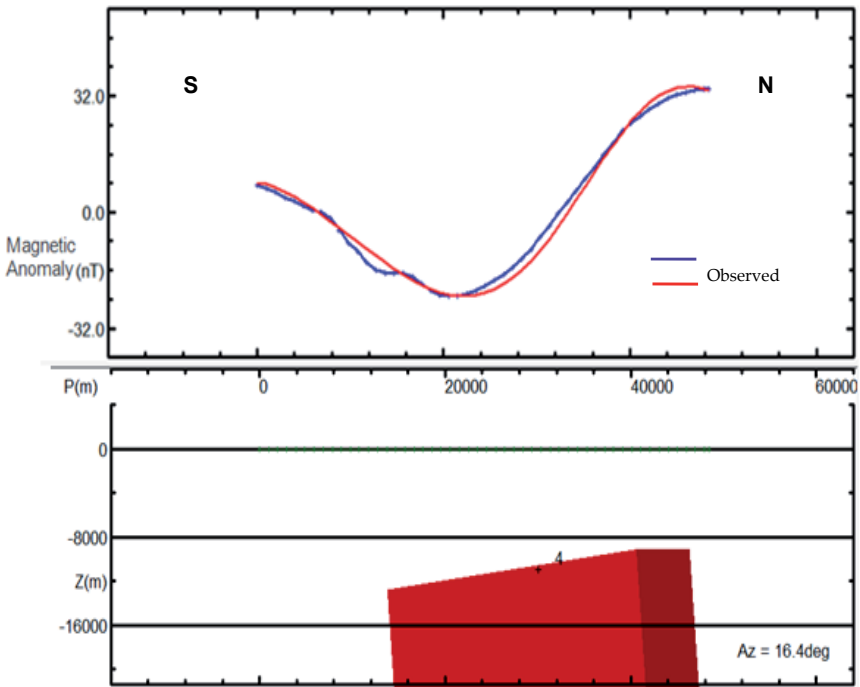 S
N
32.0
0.0
Magnetic
Anomaly (nT)
Observed
-32.0
P(m)
0
20000
40000
60000
0
-8000
4
Z(m)
-16000
Az = 16.4deg